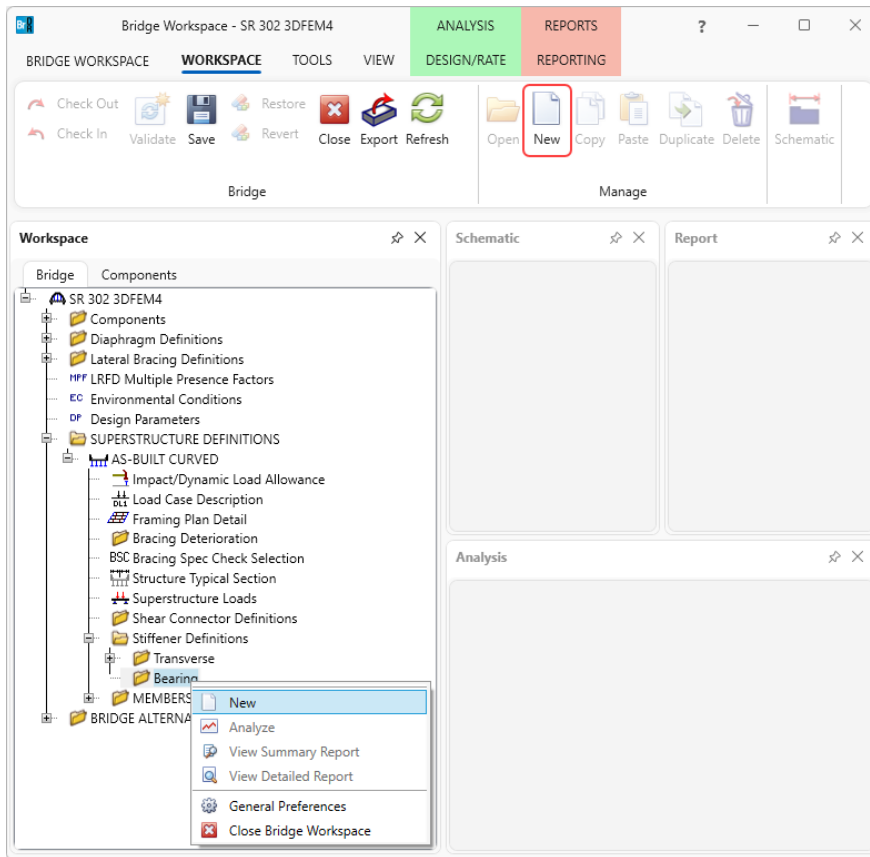 Br Bridge Workspace - SR 302 3DFEM4 ANALYSIS REPORTS ?
BRIDGE WORKSPACE WORKSPACE TOOLS VIEW DESIGN/RATE REPORTING
Check Out
Check In
Validate
Save
Restore
Revert
Close
Export
Refresh
Bridge
Open
New
Copy
Paste
Duplicate
Delete
Schematic
Manage
Workspace
Bridge Components
SR 302 3DFEM4
Components
Diaphragm Definitions
Lateral Bracing Definitions
MPF LRFD Multiple Presence Factors
EC Environmental Conditions
DP Design Parameters
SUPERSTRUCTURE DEFINITIONS
AS-BUILT CURVED
Impact/Dynamic Load Allowance
DL1 Load Case Description
Framing Plan Detail
Bracing Deterioration
BSC Bracing Spec Check Selection
Structure Typical Section
Superstructure Loads
Shear Connector Definitions
Stiffener Definitions
Transverse
Bearing
MEMBERS
BRIDGE ALTERNA
New
Analyze
View Summary Report
View Detailed Report
General Preferences
Close Bridge Workspace
Schematic
Report
Analysis